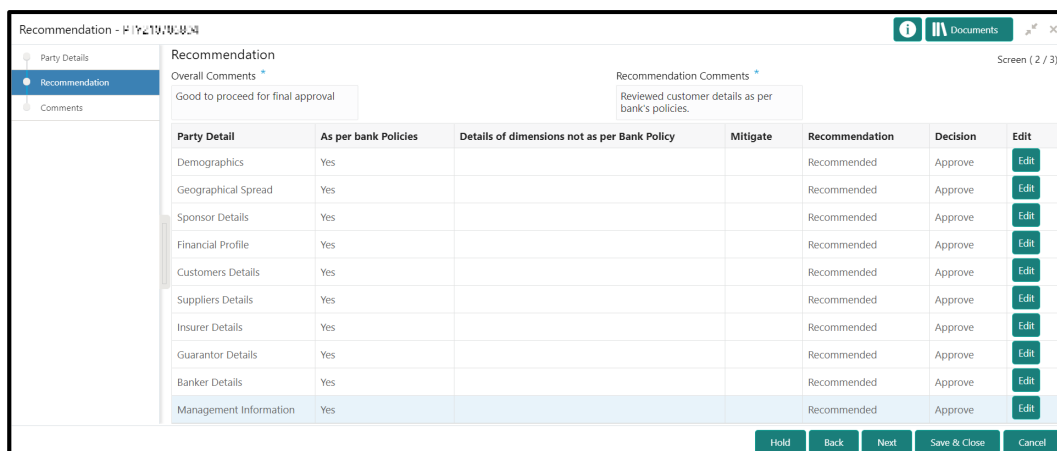 Recommendation -
Documents
Party Details
Recommendation
Comments
Recommendation
Screen ( 2 / 3)
Overall Comments *
Recommendation Comments *
Good to proceed for final approval
Reviewed customer details as per
bank's policies.
Party Detail As per bank Policies Details of dimensions not as per Bank Policy Mitigate Recommendation Decision Edit
Demographics Yes Recommended Approve Edit
Geographical Spread Yes Recommended Approve Edit
Sponsor Details Yes Recommended Approve Edit
Financial Profile Yes Recommended Approve Edit
Customers Details Yes Recommended Approve Edit
Suppliers Details Yes Recommended Approve Edit
Insurer Details Yes Recommended Approve Edit
Guarantor Details Yes Recommended Approve Edit
Banker Details Yes Recommended Approve Edit
Management Information Yes Recommended Approve Edit
Hold Back Next Save & Close Cancel